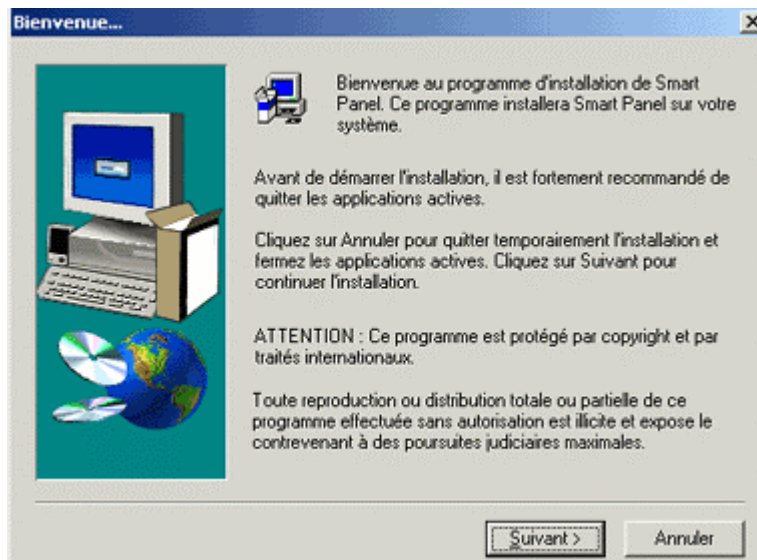 Bienvenue...
Bienvenue au programme d'installation de Smart
Panel. Ce programme installera Smart Panel sur votre
système.
Avant de démarrer l'installation, il est fortement recommandé de
quitter les applications actives.
Cliquez sur Annuler pour quitter temporairement l'installation et
fermez les applications actives. Cliquez sur Suivant pour
continuer l'installation.
ATTENTION : Ce programme est protégé par copyright et par
traités internationaux.
Toute reproduction ou distribution totale ou partielle de ce
programme effectuée sans autorisation est illicite et expose le
contrevenant à des poursuites judiciaires maximales.
Suivant >
Annuler